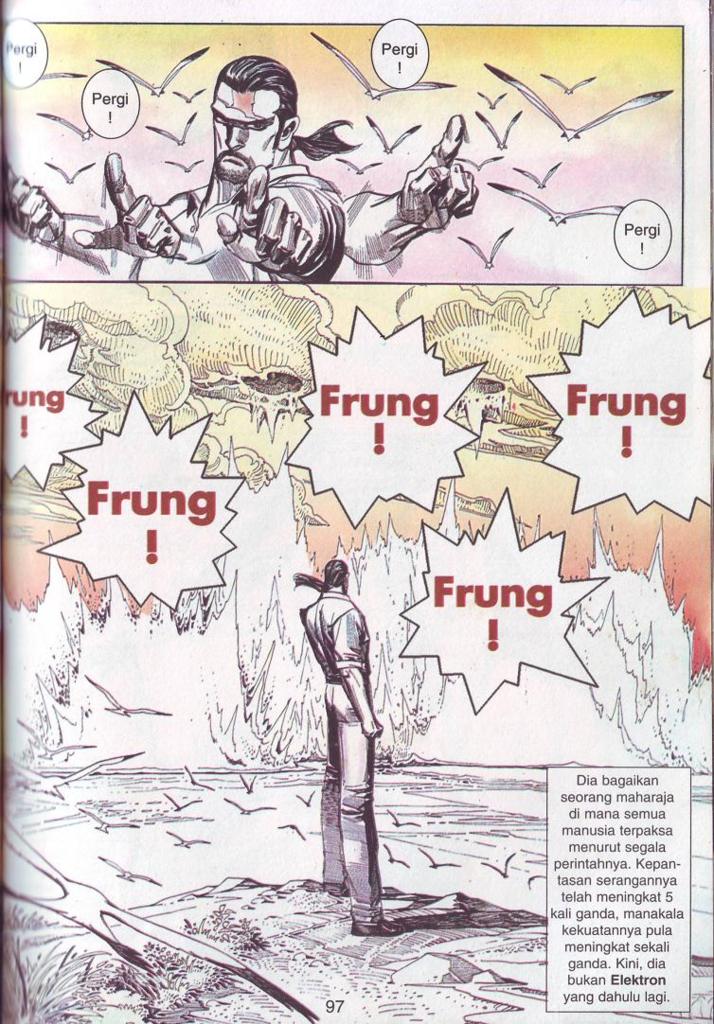 Pergi
!
Pergi
!
Pergi
!
Pergi
!
Frung
!
Frung
!
rung
!
Frung
!
Frung
!
Dia bagaikan
seorang maharaja
di mana semua
manusia terpaksa
menurut segala
perintahnya. Kepan-
tasan serangannya
telah meningkat 5
kali ganda, manakala
kekuatannya pula
meningkat sekali
ganda. Kini, dia
bukan Elektron
yang dahulu lagi.
97